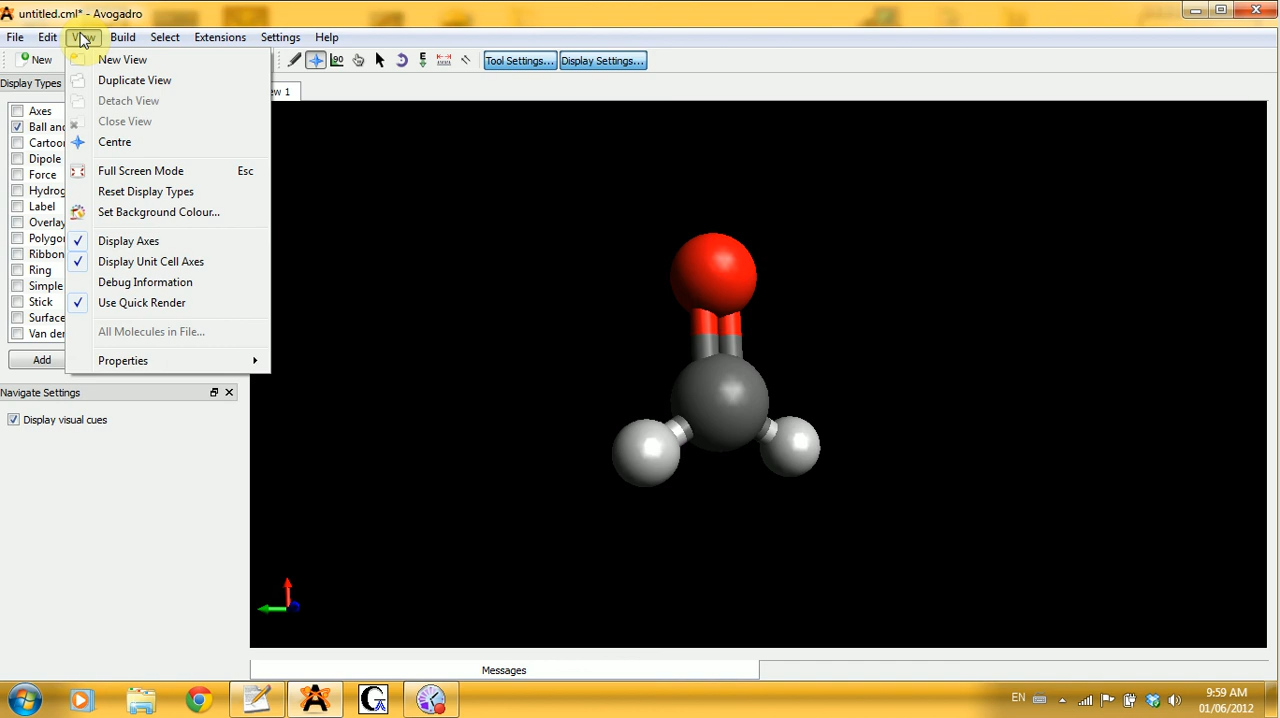 untitled.cml* - Avogadro
File Edit View Build Select Extensions Settings Help
New Tool Settings... Display Settings...
Display Types
Axes
Ball
Cartoo
Dipole
Force
Hydrog
Label
Overlay
Polygo
Ribbon
Ring
Simple
Stick
Surface
Van der
Add
New View
Duplicate View
Detach View
Close View
Centre
Full Screen Mode Esc
Reset Display Types
Set Background Colour...
Display Axes
Display Unit Cell Axes
Debug Information
Use Quick Render
All Molecules in File...
Properties
ew 1
Navigate Settings
Display visual cues
Messages
EN
9:59 AM
01/06/2012